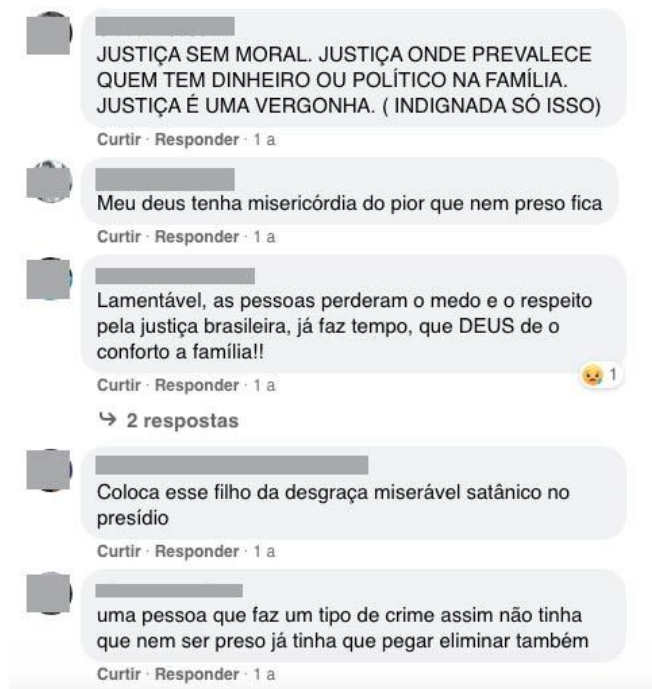 JUSTIÇA SEM MORAL. JUSTIÇA ONDE PREVALECE
QUEM TEM DINHEIRO OU POLÍTICO NA FAMÍLIA.
JUSTIÇA É UMA VERGONHA. ( INDIGNADA SÓ ISSO)
Curtir · Responder · 1 a
Meu deus tenha misericórdia do pior que nem preso fica
Curtir · Responder · 1 a
Lamentável, as pessoas perderam o medo e o respeito
pela justiça brasileira, já faz tempo, que DEUS de o
conforto a família!!
1
Curtir · Responder · 1 a
2 respostas
Coloca esse filho da desgraça miserável satânico no
presídio
Curtir · Responder · 1 a
uma pessoa que faz um tipo de crime assim não tinha
que nem ser preso já tinha que pegar eliminar também
Curtir · Responder · 1 a